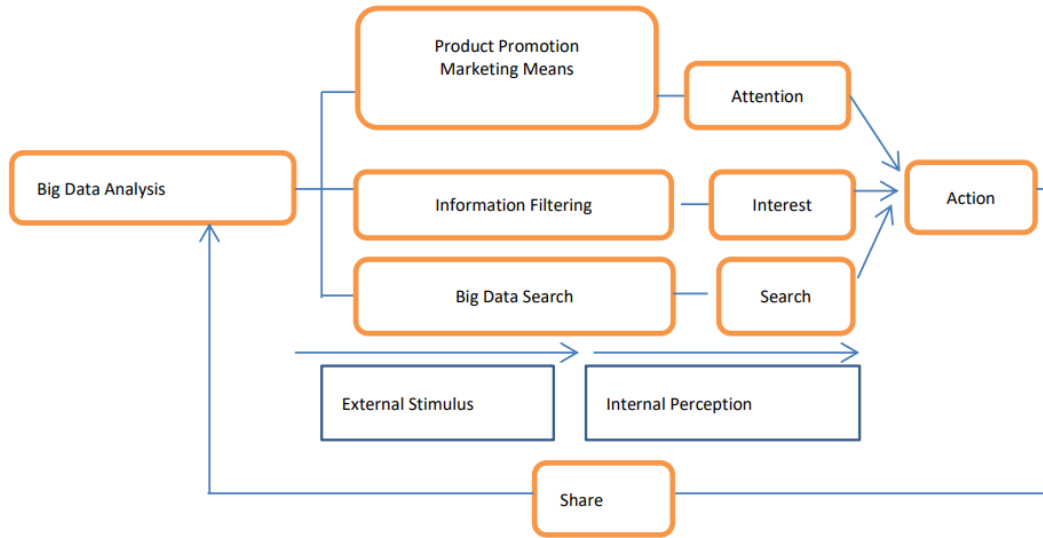 Product Promotion
Marketing Means
Attention
Big Data Analysis
Information Filtering
Interest
Action
Big Data Search
Search
External Stimulus
Internal Perception
Share